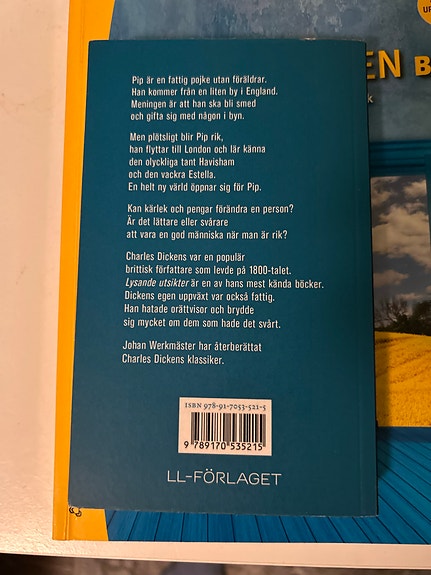 Pip är en fattig pojke utan föräldrar.
Han kommer från en liten by i England.
Meningen är att han ska bli smed
och gifta sig med någon i byn.
Men plötsligt blir Pip rik,
han flyttar till London och lär känna
den olyckliga tant Havisham
och den vackra Estella.
En helt ny värld öppnar sig för Pip.
Kan kärlek och pengar förändra en person?
Är det lättare eller svårare
att vara en god människa när man är rik?
Charles Dickens var en populär
brittisk författare som levde på 1800-talet.
Lysande utsikter är en av hans mest kända böcker.
Dickens egen uppväxt var också fattig.
Han hatade orättvisor och brydde
sig mycket om dem som hade det svårt.
Johan Werkmäster har återberättat
Charles Dickens klassiker.
ISBN 978-91-7053-521-5
9 789170 535215
LL-FÖRLAGET
EN B
k
UP